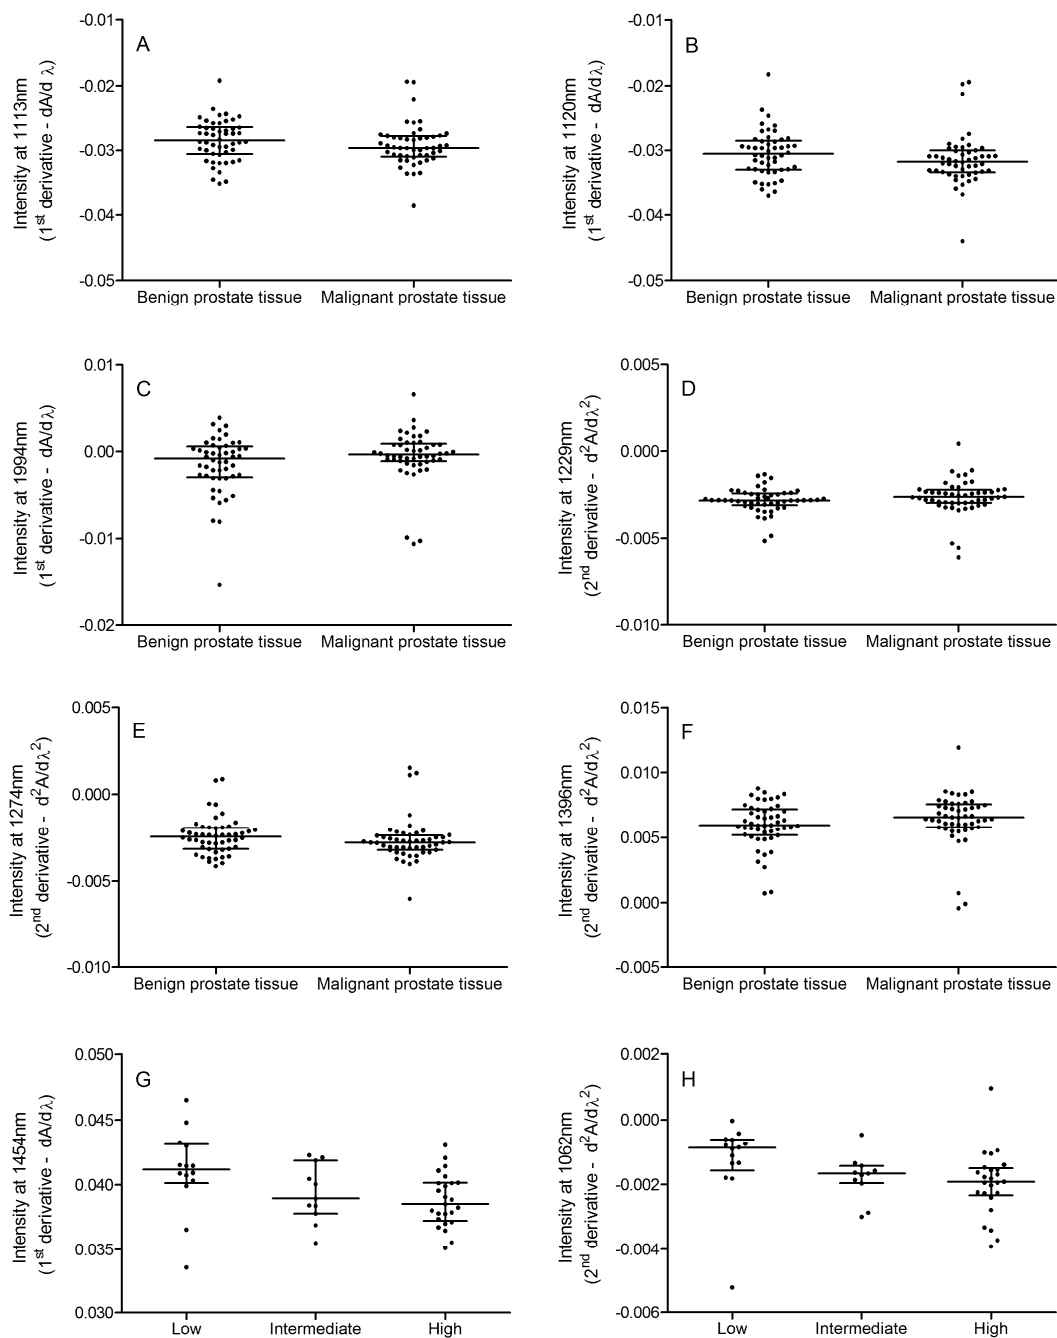 A
Intensity at 1113nm
(1st derivative - dA/d λ)
-0.01
-0.02
-0.03
-0.04
-0.05
Benign prostate tissue
Malignant prostate tissue
B
Intensity at 1120nm
(1st derivative - dA/dλ)
-0.01
-0.02
-0.03
-0.04
-0.05
Benign prostate tissue
Malignant prostate tissue
C
Intensity at 1994nm
(1st derivative - dA/dλ)
0.01
0.00
-0.01
-0.02
Benign prostate tissue
Malignant prostate tissue
D
Intensity at 1229nm
(2nd derivative - d²A/dλ²)
0.005
0.000
-0.005
-0.010
Benign prostate tissue
Malignant prostate tissue
E
Intensity at 1274nm
(2nd derivative - d²A/dλ²)
0.005
0.000
-0.005
-0.010
Benign prostate tissue
Malignant prostate tissue
F
Intensity at 1396nm
(2nd derivative - d²A/dλ²)
0.015
0.010
0.005
0.000
-0.005
Benign prostate tissue
Malignant prostate tissue
G
Intensity at 1454nm
(1st derivative - dA/dλ)
0.050
0.045
0.040
0.035
0.030
Low
Intermediate
High
H
Intensity at 1062nm
(2nd derivative - d²A/dλ²)
0.002
0.000
-0.002
-0.004
-0.006
Low
Intermediate
High